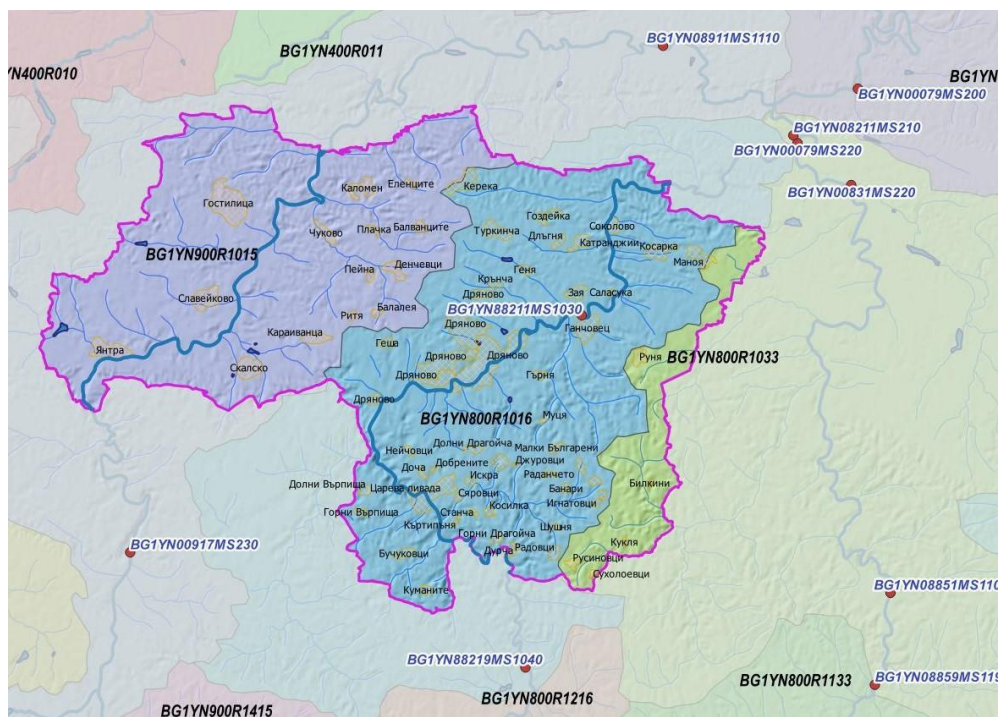 BG1YN08911MS1110
BG1YN400R011
YN400R010
BG1YN
BG1YN00079MS200
BG1YN08211MS210
BG1YN00079MS220
BG1YN00831MS220
Каломен
Еленците
Керека
Гостилица
Гоздейка
Чуково
Плачка
Балванците
Туркинча
Длъгня
Соколово
Катранджии
Косарка
BG1YN900R1015
Маноя
Пейна
Денчевци
Геня
Крънча
Славейково
Дряново
Зая
Саласука
Балалея
BG1YN88211MS1030
Ритя
Дряново
Ганчовец
Караиванца
Геша
Янтра
Дряново
Дряново
Руня
BG1YN800R1033
Скалско
Дряново
Гърня
Дряново
BG1YN800R1016
Муця
Долни Драгойча
Нейчовци
Малки Българени
Доча
Добрените
Джуровци
Искра
Раданчето
Долни Върпища
Царева ливада
Сяровци
Банари
Билкини
Косилка
Игнатовци
Горни Върпища
Станча
Къртипъня
Шушня
Горни Драгойча
Кукля
Бучуковци
Дурча
Радовци
Русиновци
BG1YN00917MS230
Сухолоевци
Куманите
BG1YN08851MS110
BG1YN88219MS1040
BG1YN800R1133
BG1YN08859MS119
BG1YN800R1216
BG1YN900R1415